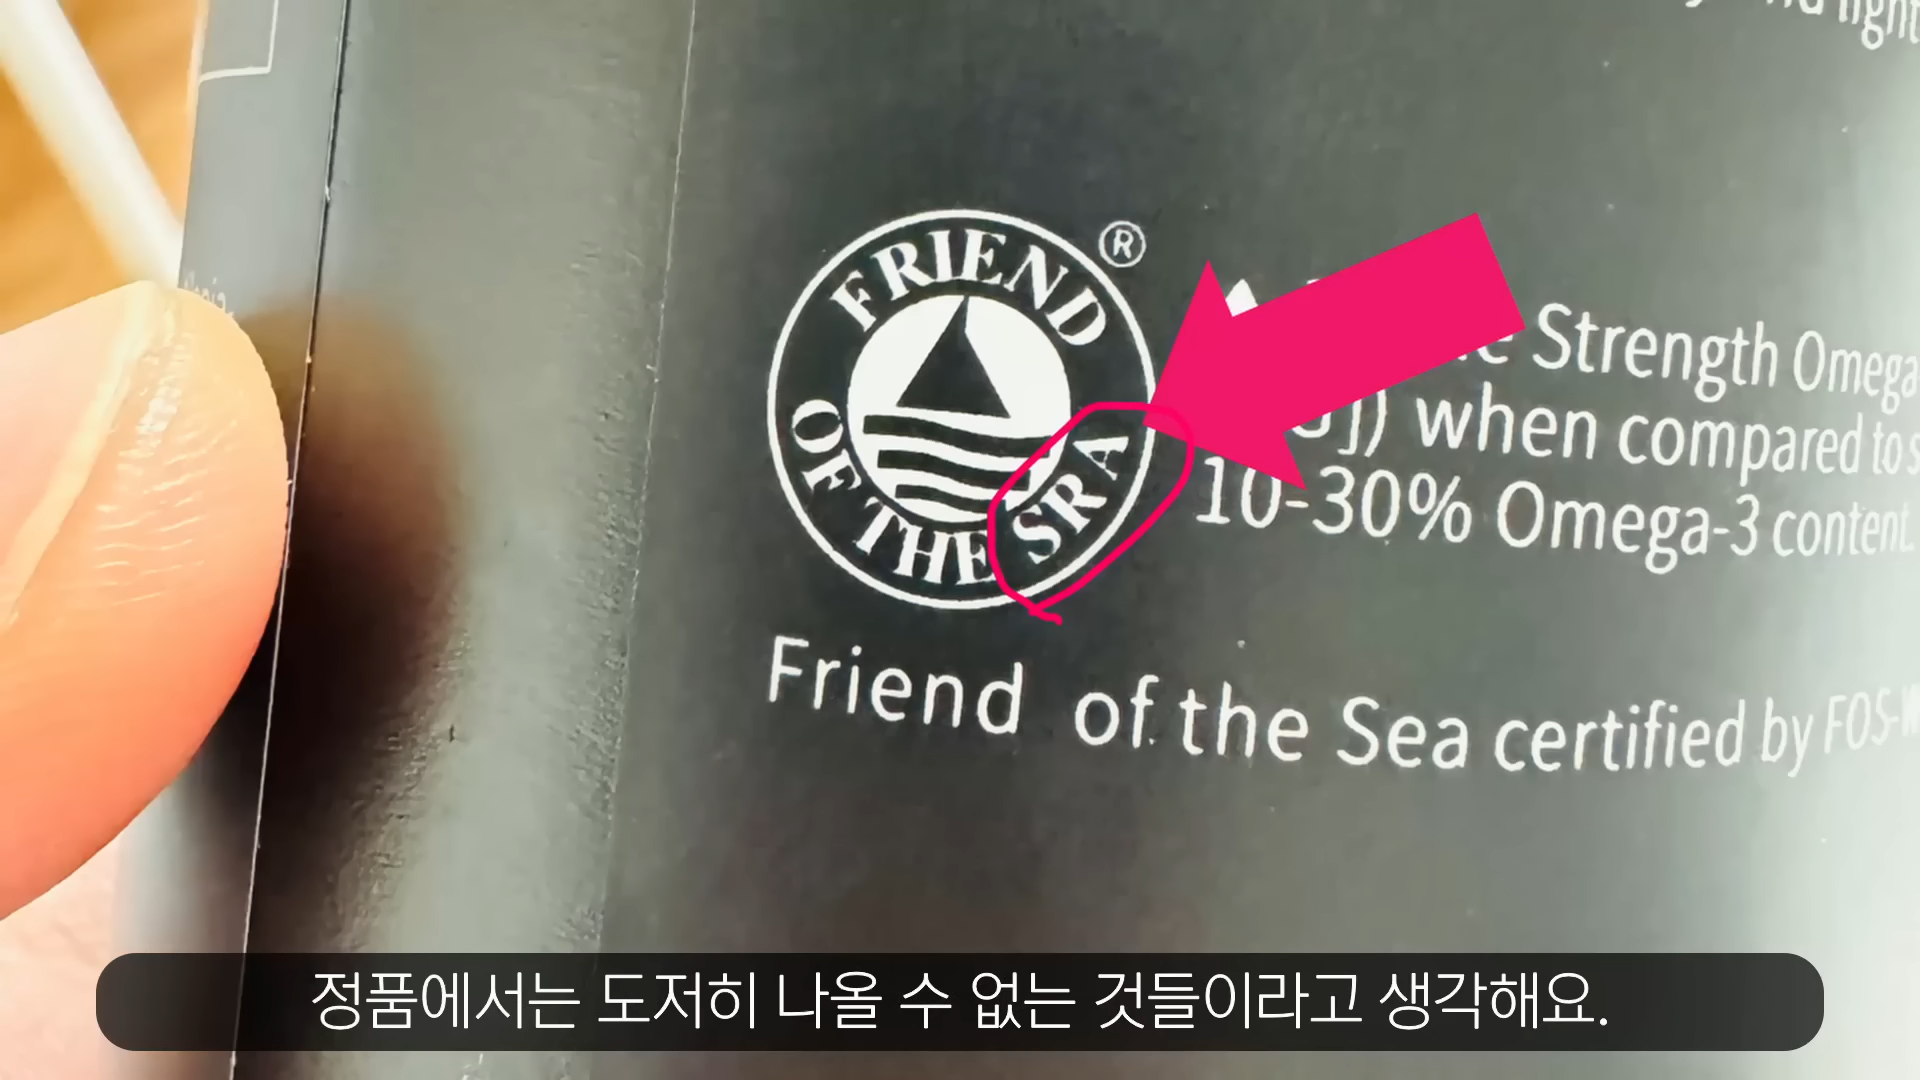 light
FRIEND
OF THE SRA
®
Strength Omega
when compared to s
10-30% Omega-3 content.
Friend of the Sea certified by FOS-W
정품에서는 도저히 나올 수 없는 것들이라고 생각해요.